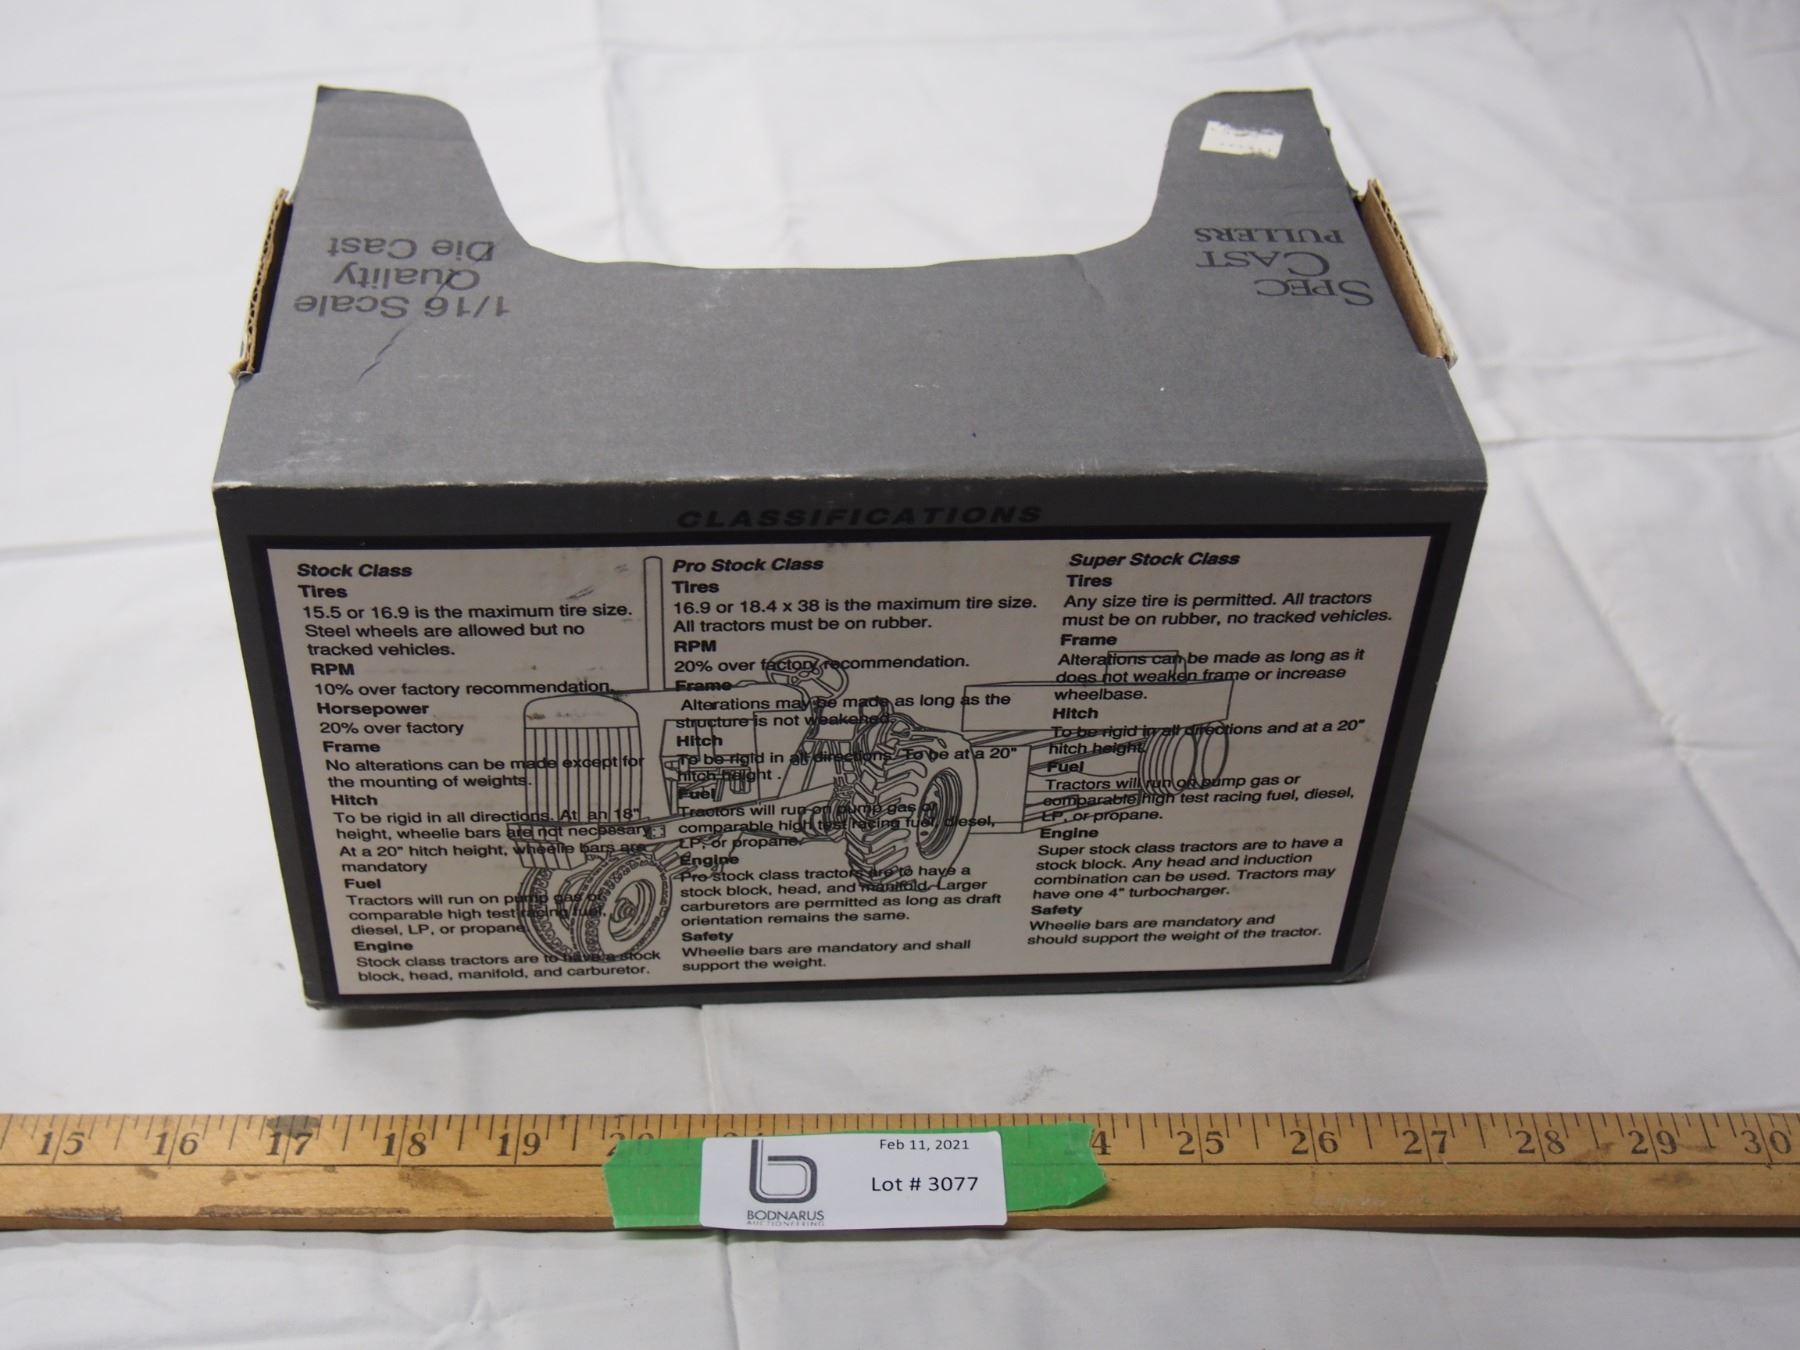 1/16 Scale
Quality
Die Cast
SPEC
CAST
PULLERS
CLASSIFICATIONS
Stock Class
Tires
15.5 or 16.9 is the maximum tire size.
Steel wheels are allowed but no
tracked vehicles.
RPM
10% over factory recommendation.
Horsepower
20% over factory
Frame
No alterations can be made except for
the mounting of weights.
Hitch
To be rigid in all directions. At an 18"
height, wheelie bars are not necessary.
At a 20" hitch height, wheelie bars are
mandatory
Fuel
Tractors will run on pump gas or
comparable high test racing fuel,
diesel, LP, or propane.
Engine
Stock class tractors are to have a stock
block, head, manifold, and carburetor.
Pro Stock Class
Tires
16.9 or 18.4 x 38 is the maximum tire size.
All tractors must be on rubber.
RPM
20% over factory recommendation.
Frame
Alterations may be made as long as the
structure is not weakened.
Hitch
To be rigid in all directions. To be at a 20"
hitch height .
Fuel
Tractors will run on pump gas or
comparable high test racing fuel, diesel,
LP, or propane.
Engine
Pro stock class tractors are to have a
stock block, head, and manifold. Larger
carburetors are permitted as long as draft
orientation remains the same.
Safety
Wheelie bars are mandatory and shall
support the weight.
Super Stock Class
Tires
Any size tire is permitted. All tractors
must be on rubber, no tracked vehicles.
Frame
Alterations can be made as long as it
does not weaken frame or increase
wheelbase.
Hitch
To be rigid in all directions and at a 20"
hitch height.
Fuel
Tractors will run on pump gas or
comparable high test racing fuel, diesel,
LP, or propane.
Engine
Super stock class tractors are to have a
stock block. Any head and induction
combination can be used. Tractors may
have one 4" turbocharger.
Safety
Wheelie bars are mandatory and
should support the weight of the tractor.
15 16 17 18 19 20 24 25 26 27 28 29 30
Feb 11, 2021
Lot # 3077
b
BODNARUS
AUCTIONEERING